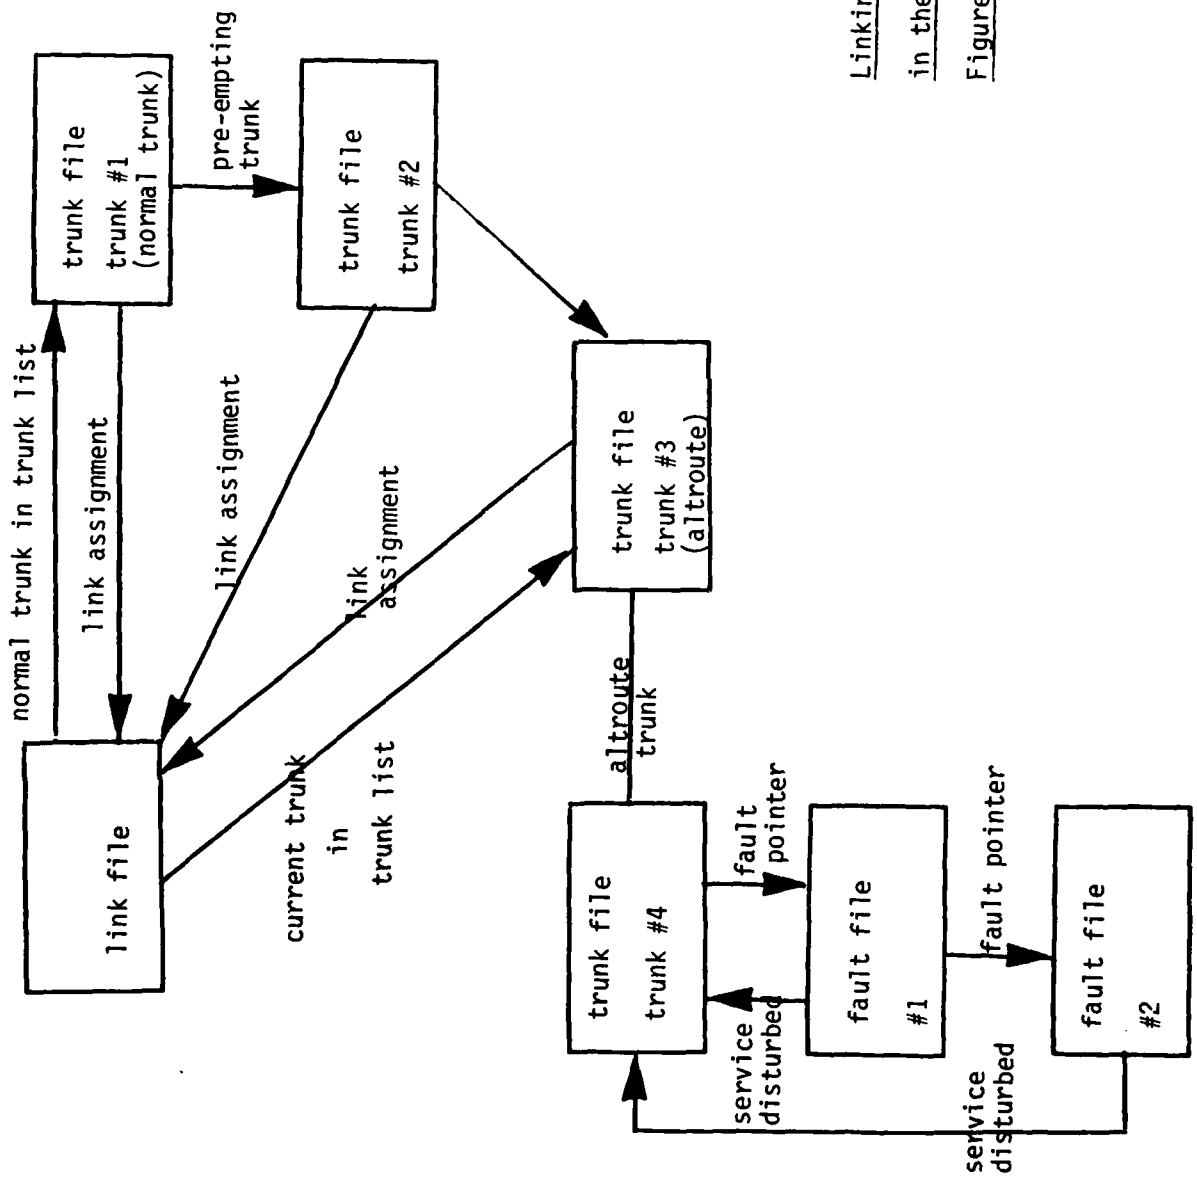 normal trunk in trunk list
link file
link assignment
trunk file
trunk #1
(normal trunk)
pre-empting
trunk
link assignment
current trunk
in
trunk list
link
assignment
trunk file
trunk #2
trunk file
trunk #4
altroute
trunk
trunk file
trunk #3
(altroute)
service
disturbed
fault
pointer
fault file
#1
service
disturbed
fault pointer
fault file
#2
Linkin
in the
Figure